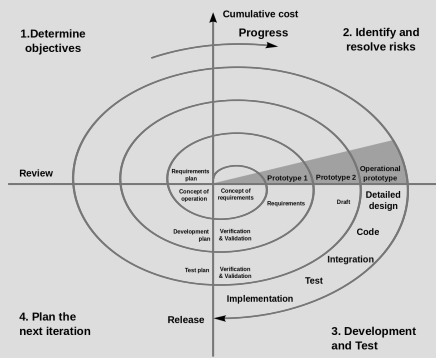 Cumulative cost
1.Determine
objectives
Progress
2. Identify and
resolve risks
Review
Requirements
plan
Prototype 1
Prototype 2
Operational
prototype
Concept of
operation
Concept of
requirements
Requirements
Draft
Detailed
design
Development
plan
Verification
& Validation
Code
Integration
Test plan
Verification
& Validation
Test
Implementation
Release
4. Plan the
next iteration
3. Development
and Test